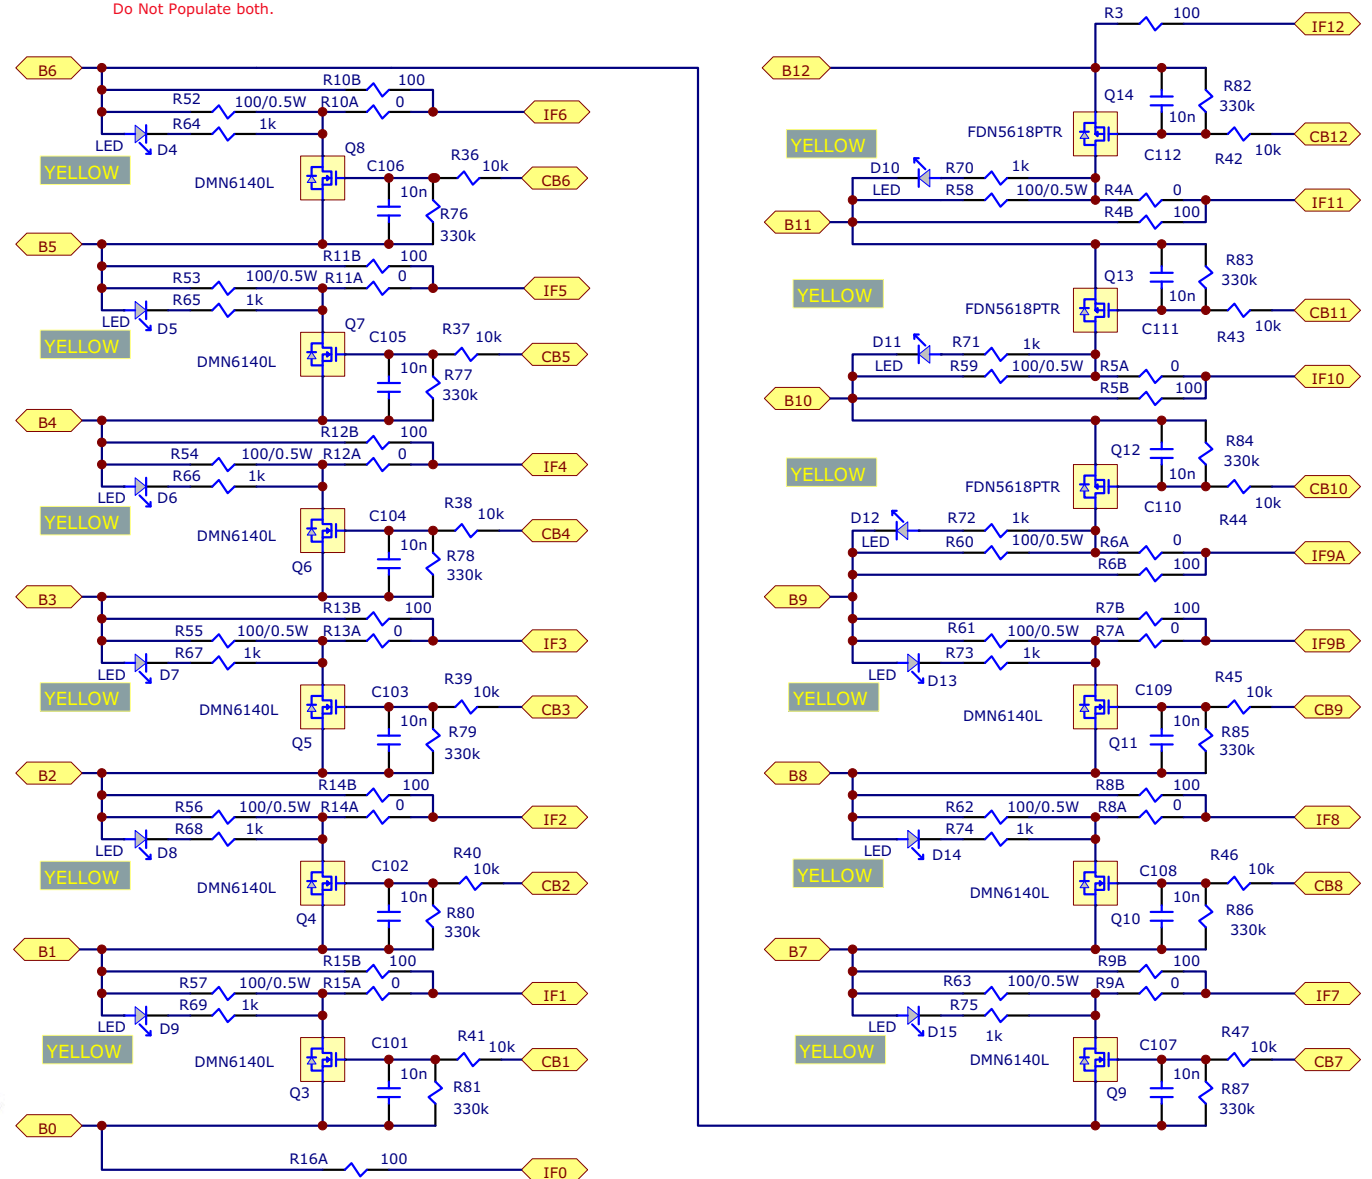 Do Not Populate both.
B6
R10B 100
R52 100/0.5W R10A 0 IF6
R64 1k
LED D4
YELLOW
Q8
DMN6140L
C106 R36 10k CB6
10n
R76
330k
B5
R11B 100
R53 100/0.5W R11A 0 IF5
R65 1k
LED D5
YELLOW
Q7
DMN6140L
C105 R37 10k CB5
10n
R77
330k
B4
R12B 100
R54 100/0.5W R12A 0 IF4
R66 1k
LED D6
YELLOW
DMN6140L
Q6
C104 R38 10k CB4
10n
R78
330k
B3
R13B 100
R55 100/0.5W R13A 0 IF3
R67 1k
LED D7
YELLOW
DMN6140L
Q5
C103 R39 10k CB3
10n
R79
330k
B2
R14B 100
R56 100/0.5W R14A 0 IF2
R68 1k
LED D8
YELLOW
DMN6140L
Q4
C102 R40 10k CB2
10n
R80
330k
B1
R15B 100
R57 100/0.5W R15A 0 IF1
R69 1k
LED D9
YELLOW
DMN6140L
Q3
C101 R41 10k CB1
10n
R81
330k
B0
R16A 100 IF0
R3 100 IF12
B12
Q14
FDN5618PTR
10n
C112
R82
330k
R42 10k CB12
YELLOW
D10 R70 1k
LED R58 100/0.5W R4A 0 IF11
R4B 100
B11
Q13
FDN5618PTR
10n
C111
R83
330k
R43 10k CB11
YELLOW
D11 R71 1k
LED R59 100/0.5W R5A 0 IF10
R5B 100
B10
Q12
FDN5618PTR
10n
C110
R84
330k
R44 10k CB10
YELLOW
D12 R72 1k
LED R60 100/0.5W R6A 0 IF9A
R6B 100
B9
R7B 100
R61 100/0.5W R7A 0 IF9B
R73 1k
LED D13
YELLOW
DMN6140L
Q11
C109 R45 10k CB9
10n
R85
330k
B8
R8B 100
R62 100/0.5W R8A 0 IF8
R74 1k
LED D14
YELLOW
DMN6140L
Q10
C108 R46 10k CB8
10n
R86
330k
B7
R9B 100
R63 100/0.5W R9A 0 IF7
R75 1k
LED D15
YELLOW
DMN6140L
Q9
C107 R47 10k CB7
10n
R87
330k